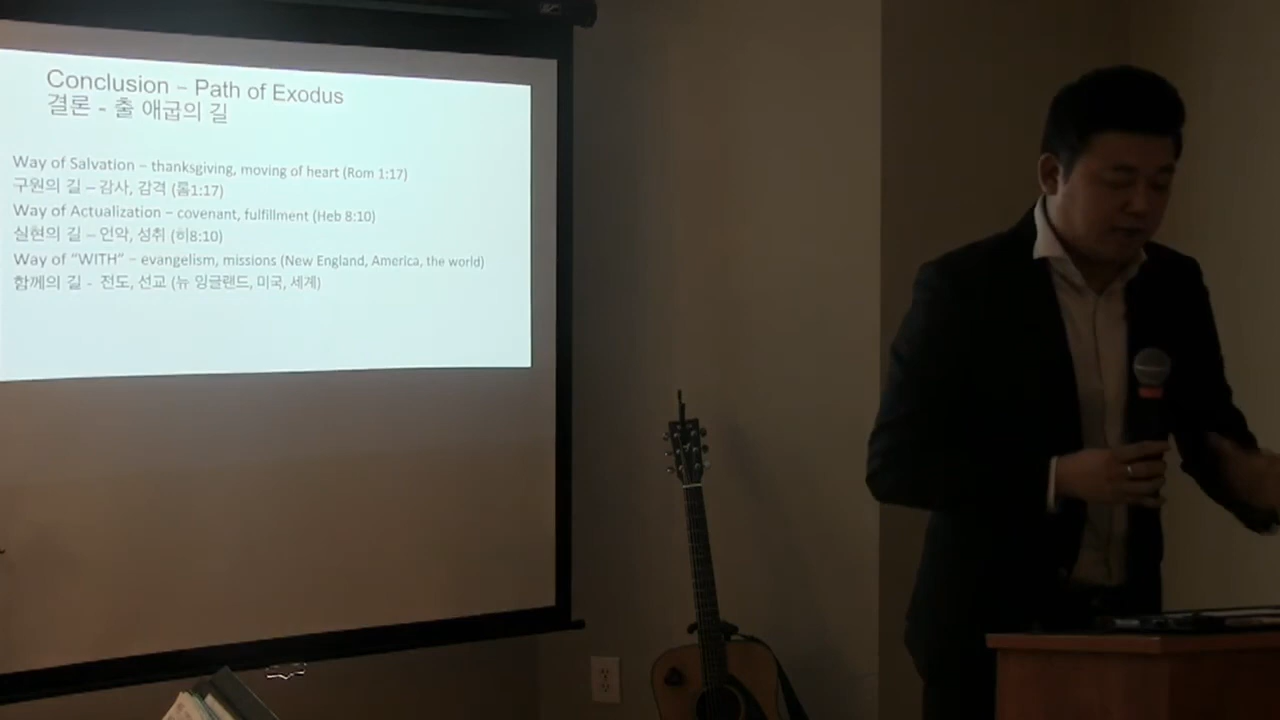 Conclusion – Path of Exodus
결론 - 출 애굽의 길
Way of Salvation – thanksgiving, moving of heart (Rom 1:17)
구원의 길 – 감사, 감격 (롬1:17)
Way of Actualization – covenant, fulfillment (Heb 8:10)
실현의 길 – 언약, 성취 (히8:10)
Way of “WITH” – evangelism, missions (New England, America, the world)
함께의 길 - 전도, 선교 (뉴 잉글랜드, 미국, 세계)